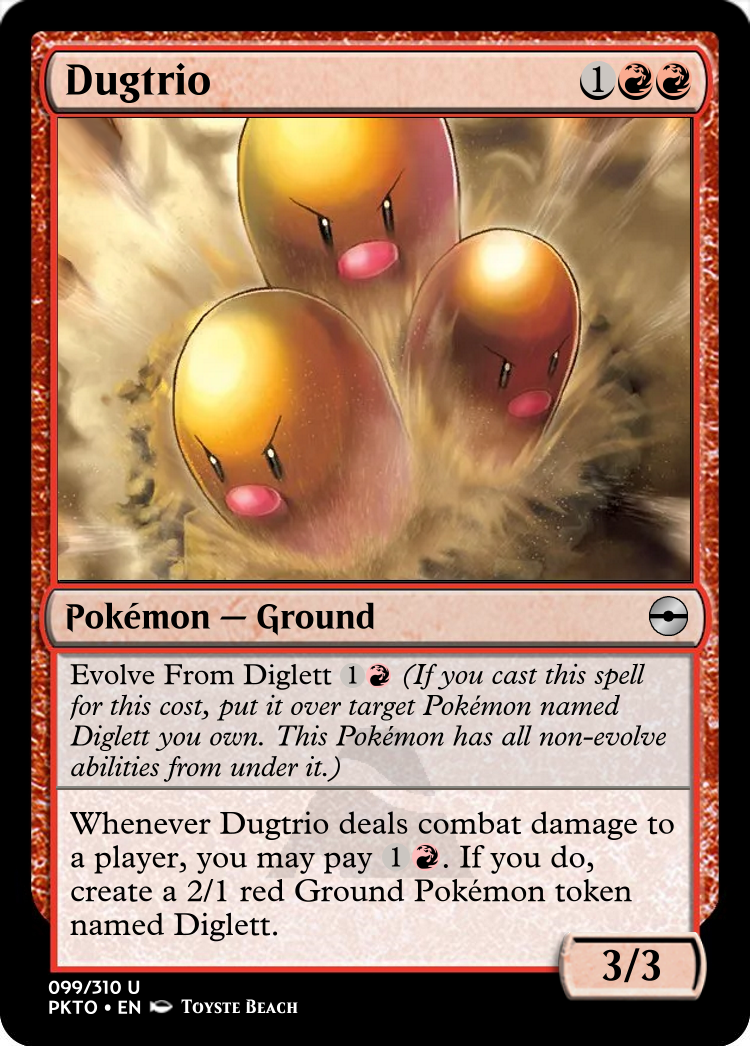 Dugtrio 1
Pokémon — Ground
Evolve From Diglett 1 (If you cast this spell
for this cost, put it over target Pokémon named
Diglett you own. This Pokémon has all non-evolve
abilities from under it.)
Whenever Dugtrio deals combat damage to
a player, you may pay 1 . If you do,
create a 2/1 red Ground Pokémon token
named Diglett.
3/3
099/310 U
PKTO • EN Toyste Beach